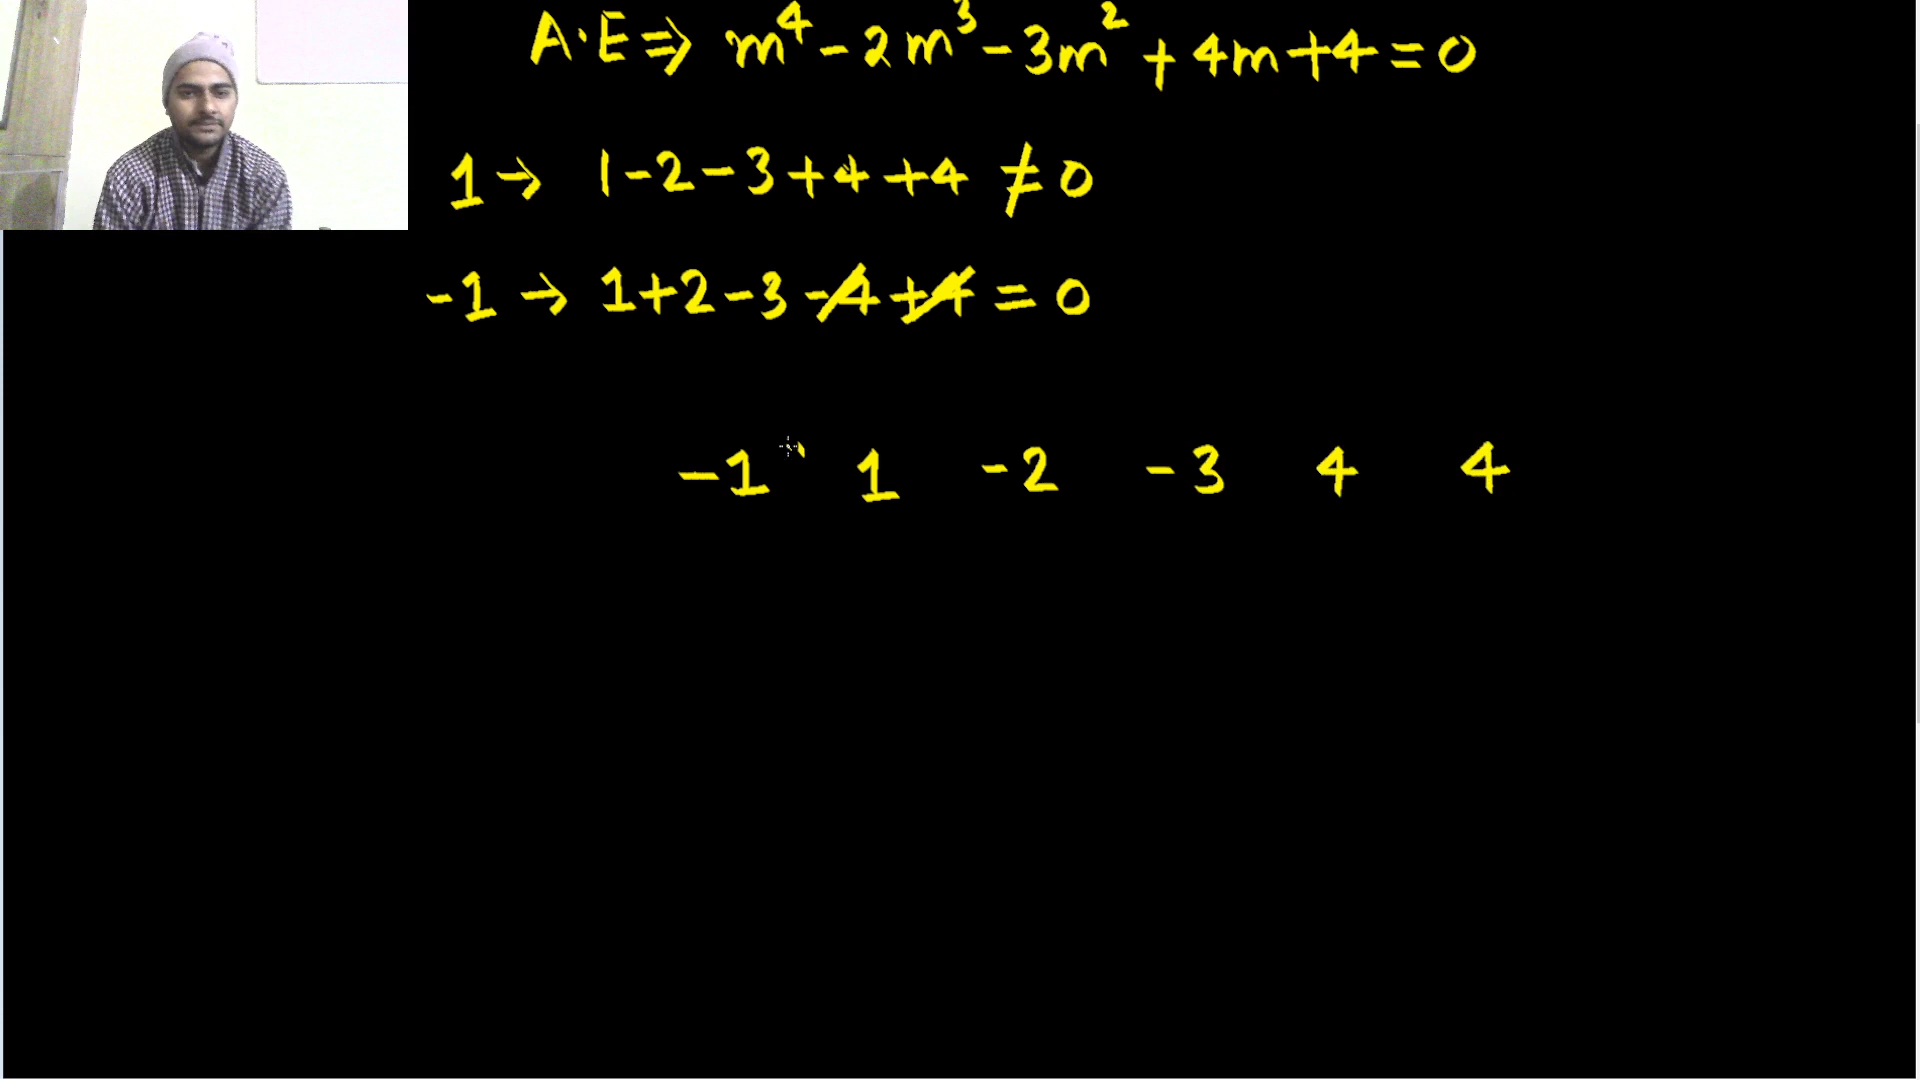 A.E ⇒ m⁴ - 2m³ - 3m² + 4m + 4 = 0
1 → 1 - 2 - 3 + 4 + 4 ≠ 0
-1 → 1 + 2 - 3 - 4 + 4 = 0
-1 1 -2 -3 4 4